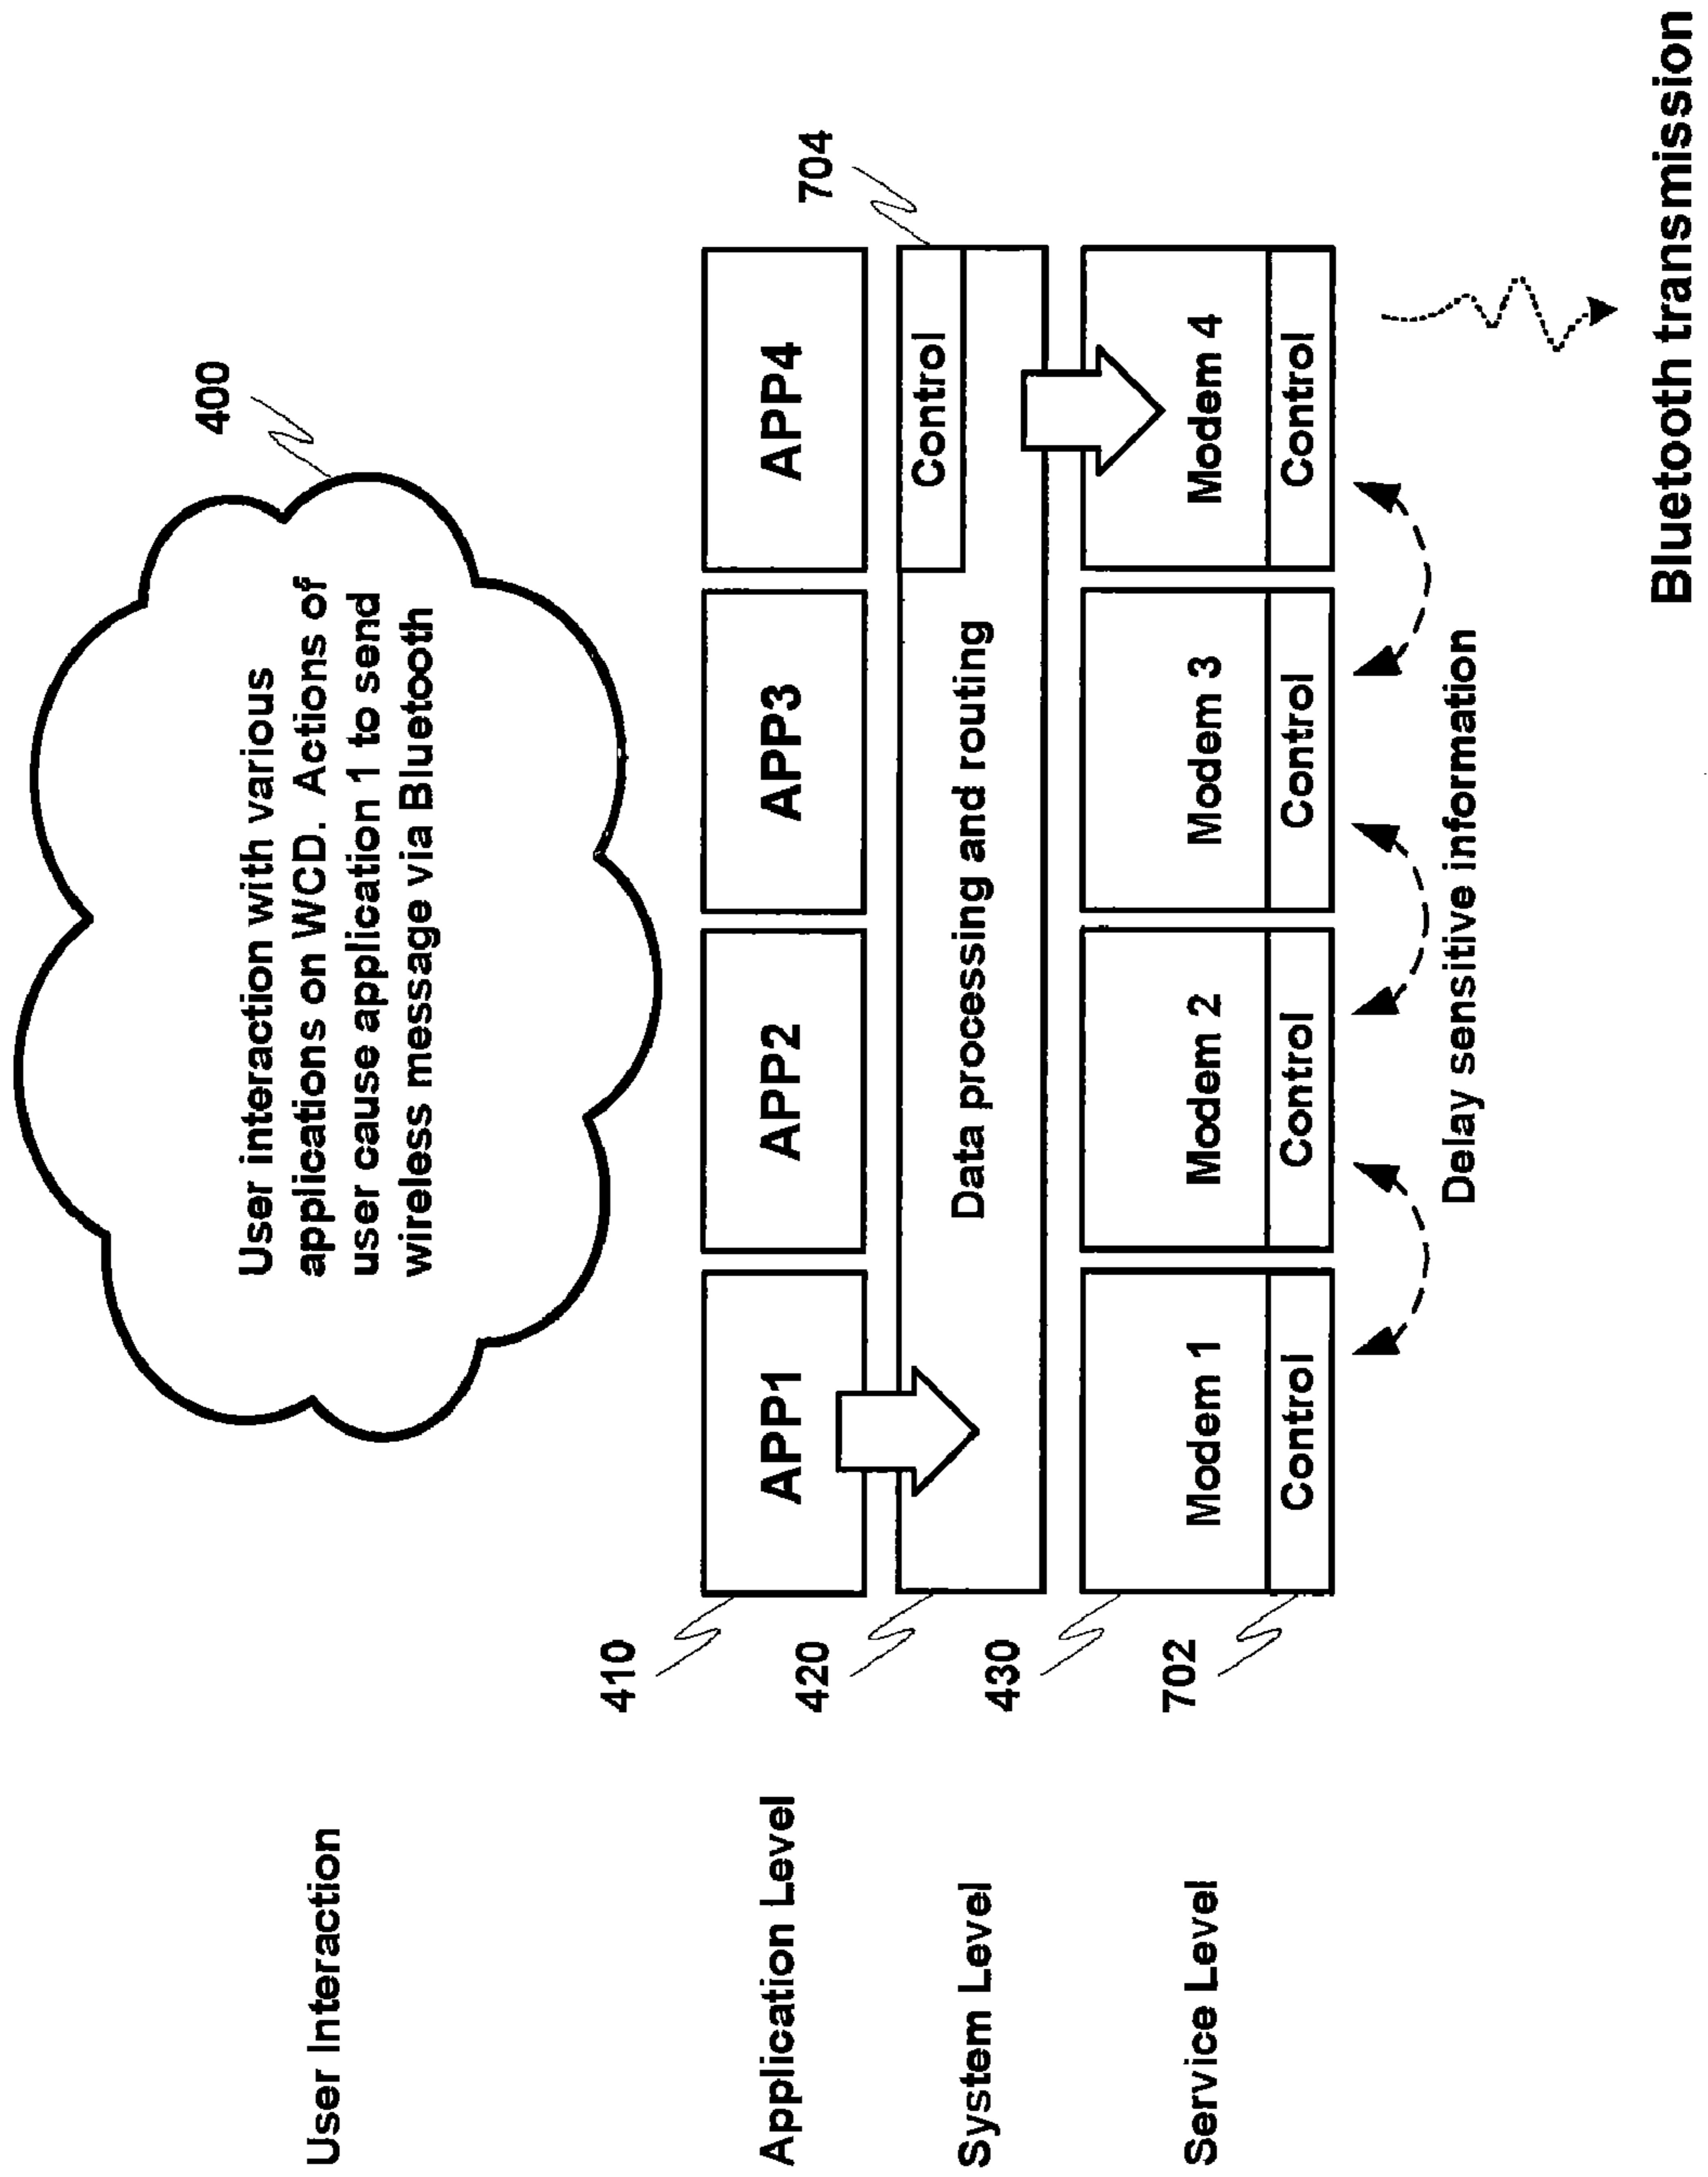 400
User interaction with various
applications on WCD. Actions of
user cause application 1 to send
wireless message via Bluetooth
User Interaction
704
410
Application Level
APP1
APP2
APP3
APP4
420
System Level
Data processing and routing
Control
430
Service Level
Modem 1
Modem 2
Modem 3
Modem 4
702
Control
Control
Control
Control
Delay sensitive information
Bluetooth transmission